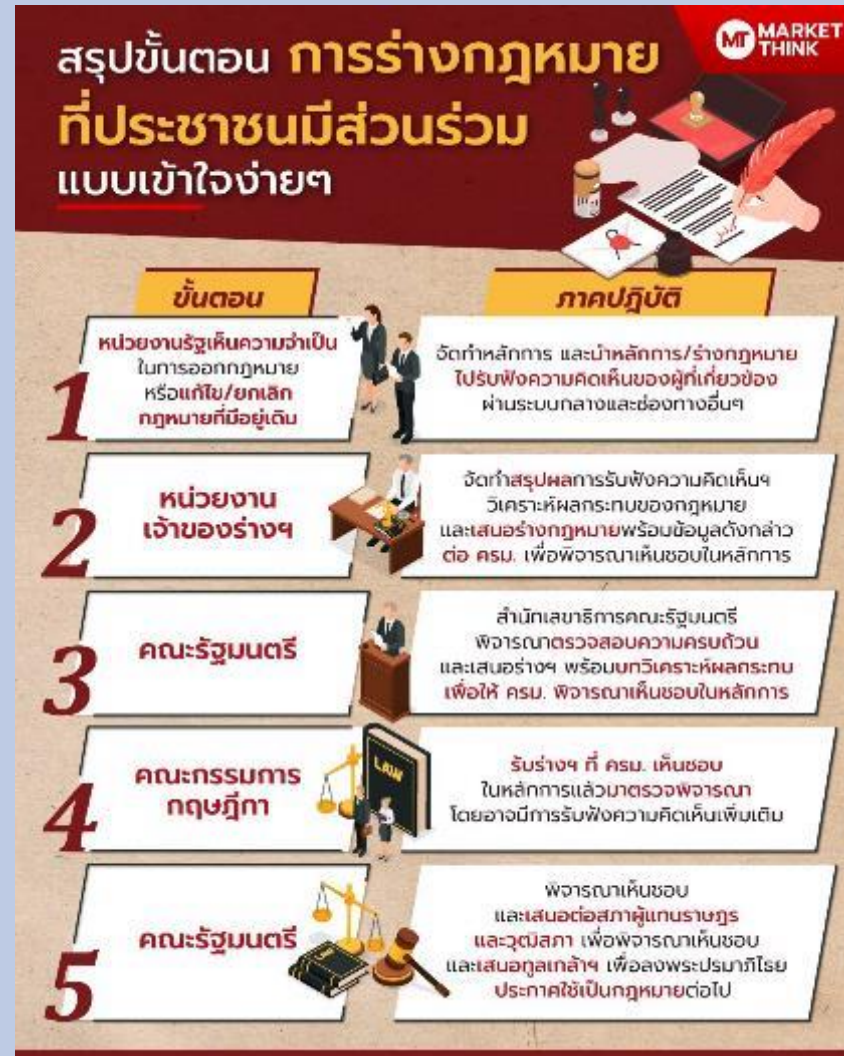 MT MARKET THINK
สรุปขั้นตอน การร่างกฎหมาย
ที่ประชาชนมีส่วนร่วม
แบบเข้าใจง่ายๆ
ขั้นตอน
ภาคปฏิบัติ
1
หน่วยงานรัฐเห็นความจำเป็น
ในการออกกฎหมาย
หรือแก้ไข/ยกเลิก
กฎหมายที่มีอยู่เดิม
จัดทำหลักการ และนำหลักการ/ร่างกฎหมาย
ไปรับฟังความคิดเห็นของผู้ที่เกี่ยวข้อง
ผ่านระบบกลางและช่องทางอื่นๆ
2
หน่วยงาน
เจ้าของร่างฯ
จัดทำสรุปผลการรับฟังความคิดเห็นฯ
วิเคราะห์ผลกระทบของกฎหมาย
และเสนอร่างกฎหมายพร้อมข้อมูลดังกล่าว
ต่อ ครม. เพื่อพิจารณาเห็นชอบในหลักการ
3
คณะรัฐมนตรี
สำนักเลขาธิการคณะรัฐมนตรี
พิจารณาตรวจสอบความครบถ้วน
และเสนอร่างฯ พร้อมบทวิเคราะห์ผลกระทบ
เพื่อให้ ครม. พิจารณาเห็นชอบในหลักการ
4
คณะกรรมการ
กฤษฎีกา
LAW
รับร่างฯ ที่ ครม. เห็นชอบ
ในหลักการแล้วมาตรวจพิจารณา
โดยอาจมีการรับฟังความคิดเห็นเพิ่มเติม
5
คณะรัฐมนตรี
พิจารณาเห็นชอบ
และเสนอต่อสภาผู้แทนราษฎร
และวุฒิสภา เพื่อพิจารณาเห็นชอบ
และเสนอทูลเกล้าฯ เพื่อลงพระปรมาภิไธย
ประกาศใช้เป็นกฎหมายต่อไป